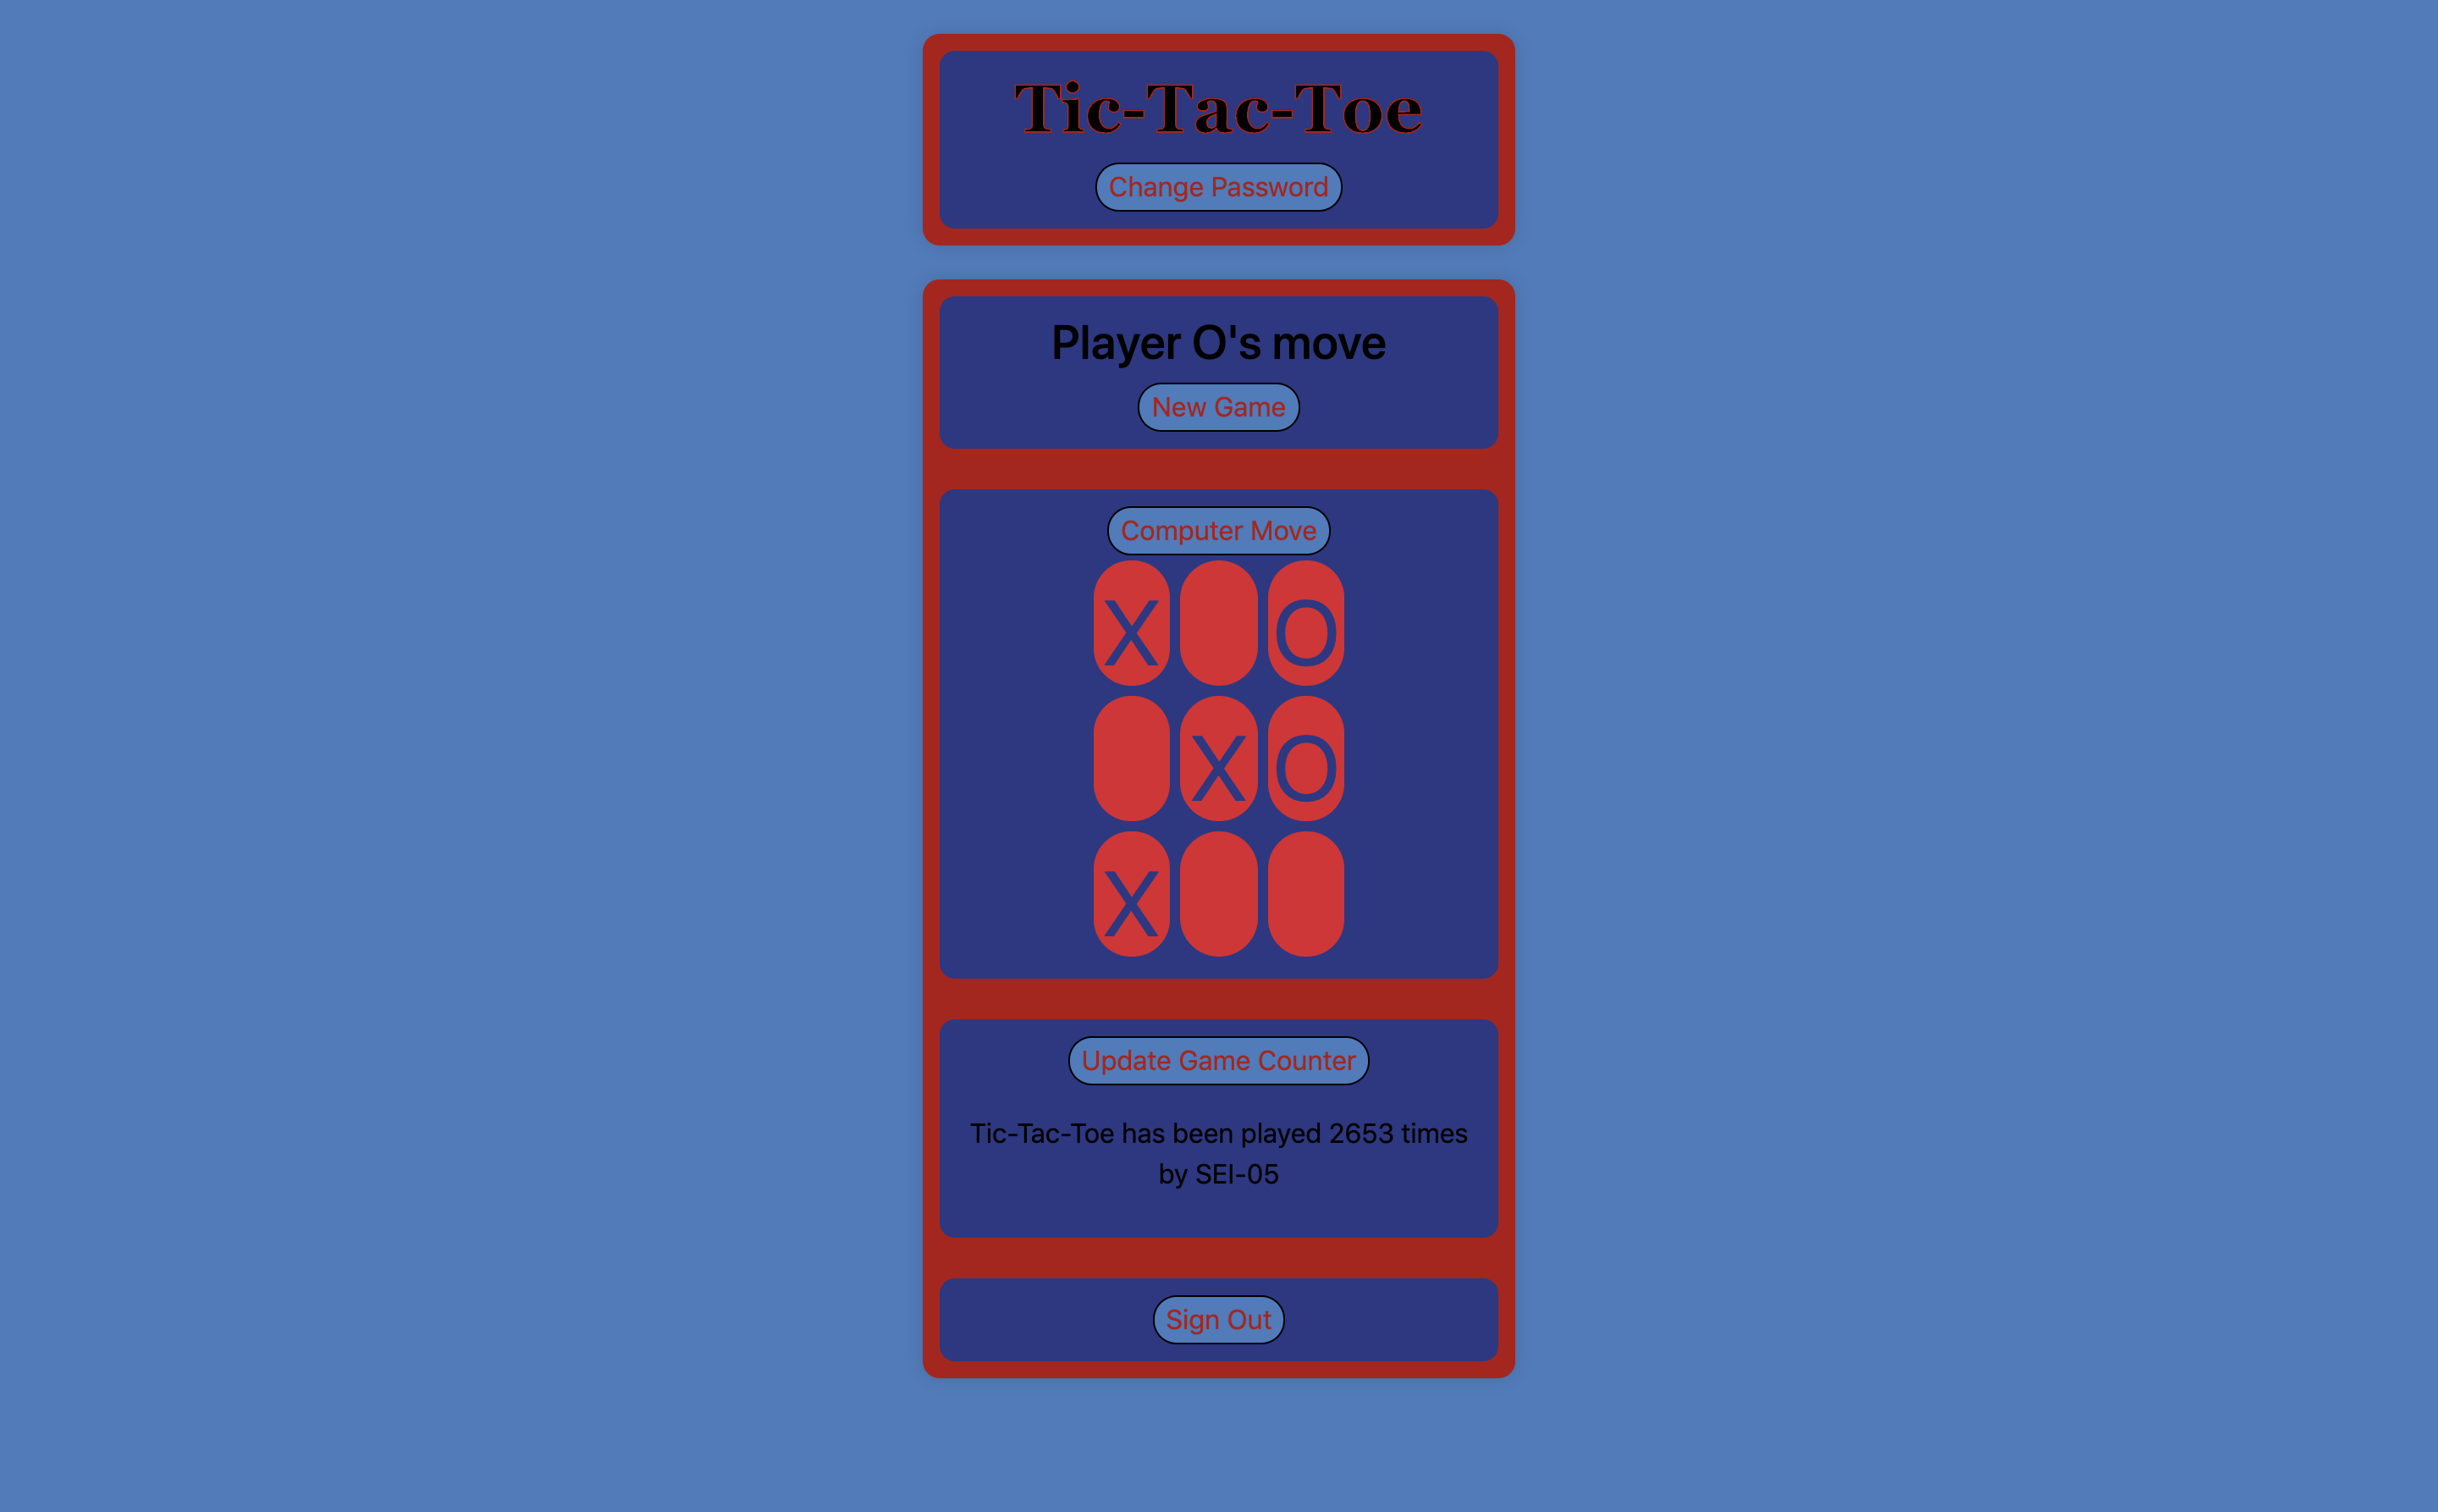 Tic-Tac-Toe
Change Password
Player O's move
New Game
Computer Move
X O
X O
X
Update Game Counter
Tic-Tac-Toe has been played 2653 times
by SEI-05
Sign Out